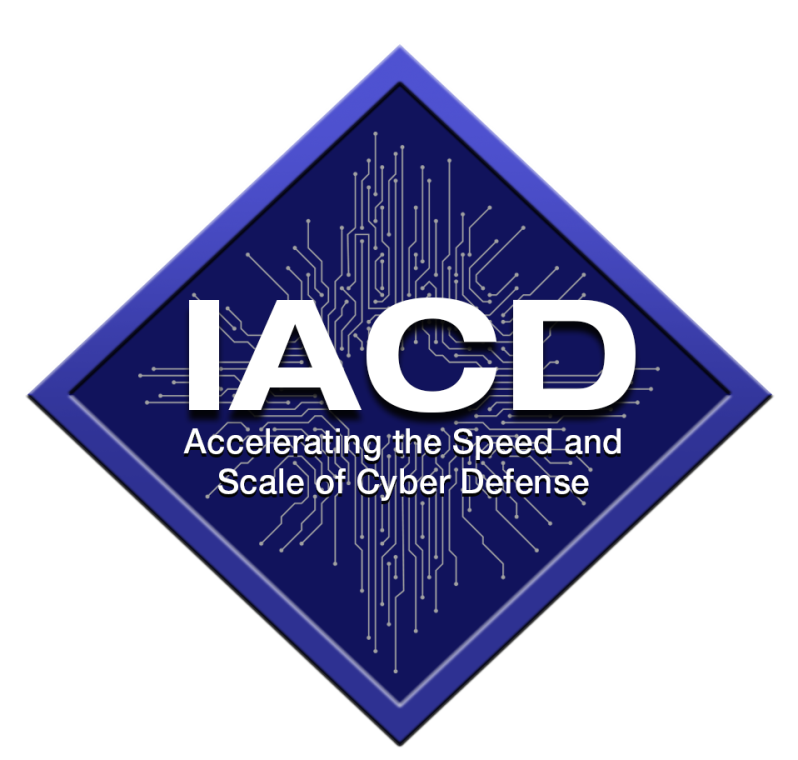 IACD
Accelerating the Speed and
Scale of Cyber Defense